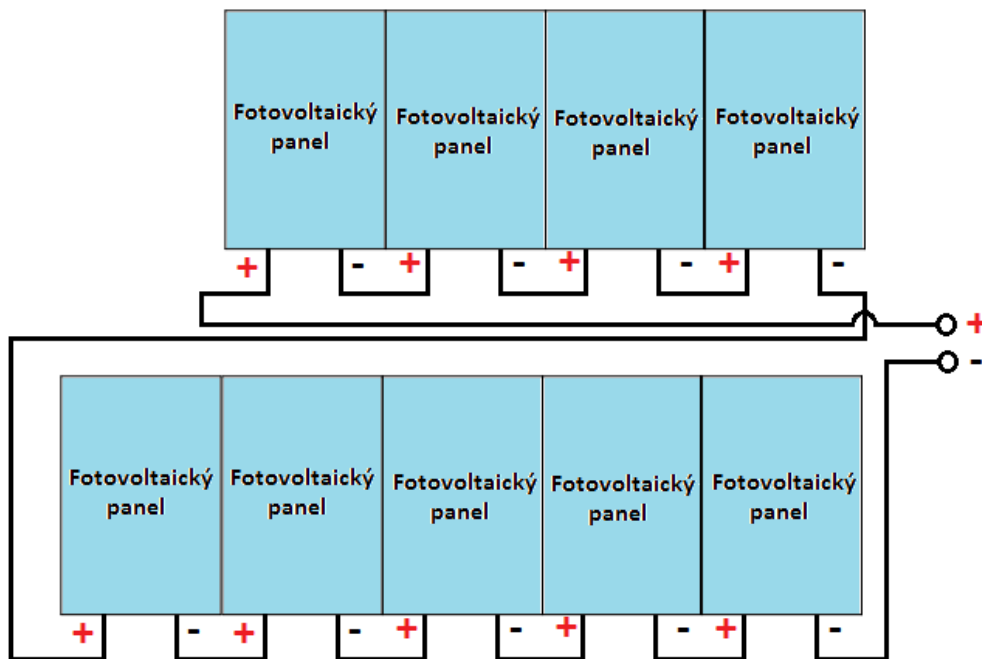 Fotovoltaický
panel
Fotovoltaický
panel
Fotovoltaický
panel
Fotovoltaický
panel
+ - + - + - + -
+
-
Fotovoltaický
panel
Fotovoltaický
panel
Fotovoltaický
panel
Fotovoltaický
panel
Fotovoltaický
panel
+ - + - + - + - + -